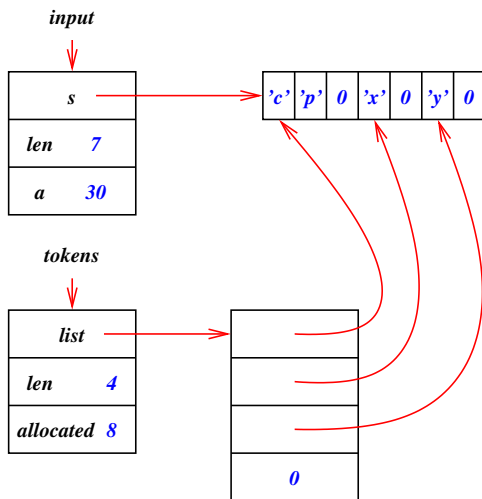 input
s
'c' 'p' 0 'x' 0 'y' 0
len 7
a 30
tokens
list
len 4
allocated 8
0